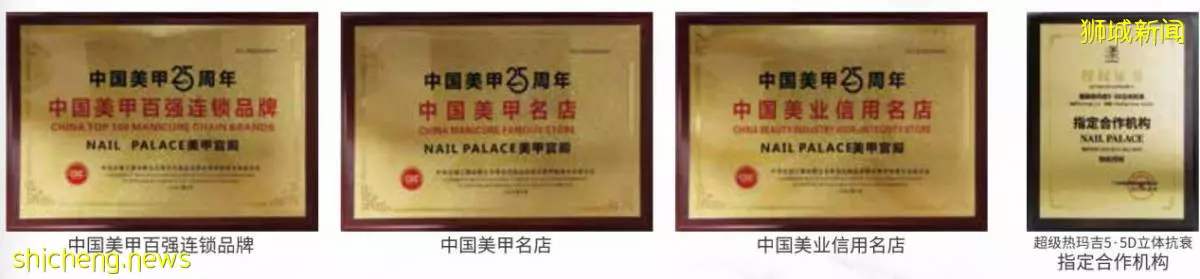 中国美甲25周年
中国美甲百强连锁品牌
CHINA TOP 100 MANICURE CHAIN BRANDS
NAIL PALACE美甲宫殿
中国美甲百强连锁品牌
中国美甲25周年
中国美甲名店
CHINA MANICURE FAMOUS STORE
NAIL PALACE美甲宫殿
中国美甲名店
中国美甲25周年
中国美业信用名店
CHINA BEAUTY INDUSTRY HIGH-INTEGRITY STORE
NAIL PALACE美甲宫殿
中国美业信用名店
指定合作机构
NAIL PALACE
超级热玛吉5·5D立体抗衰
指定合作机构
狮城新闻
shicheng.news